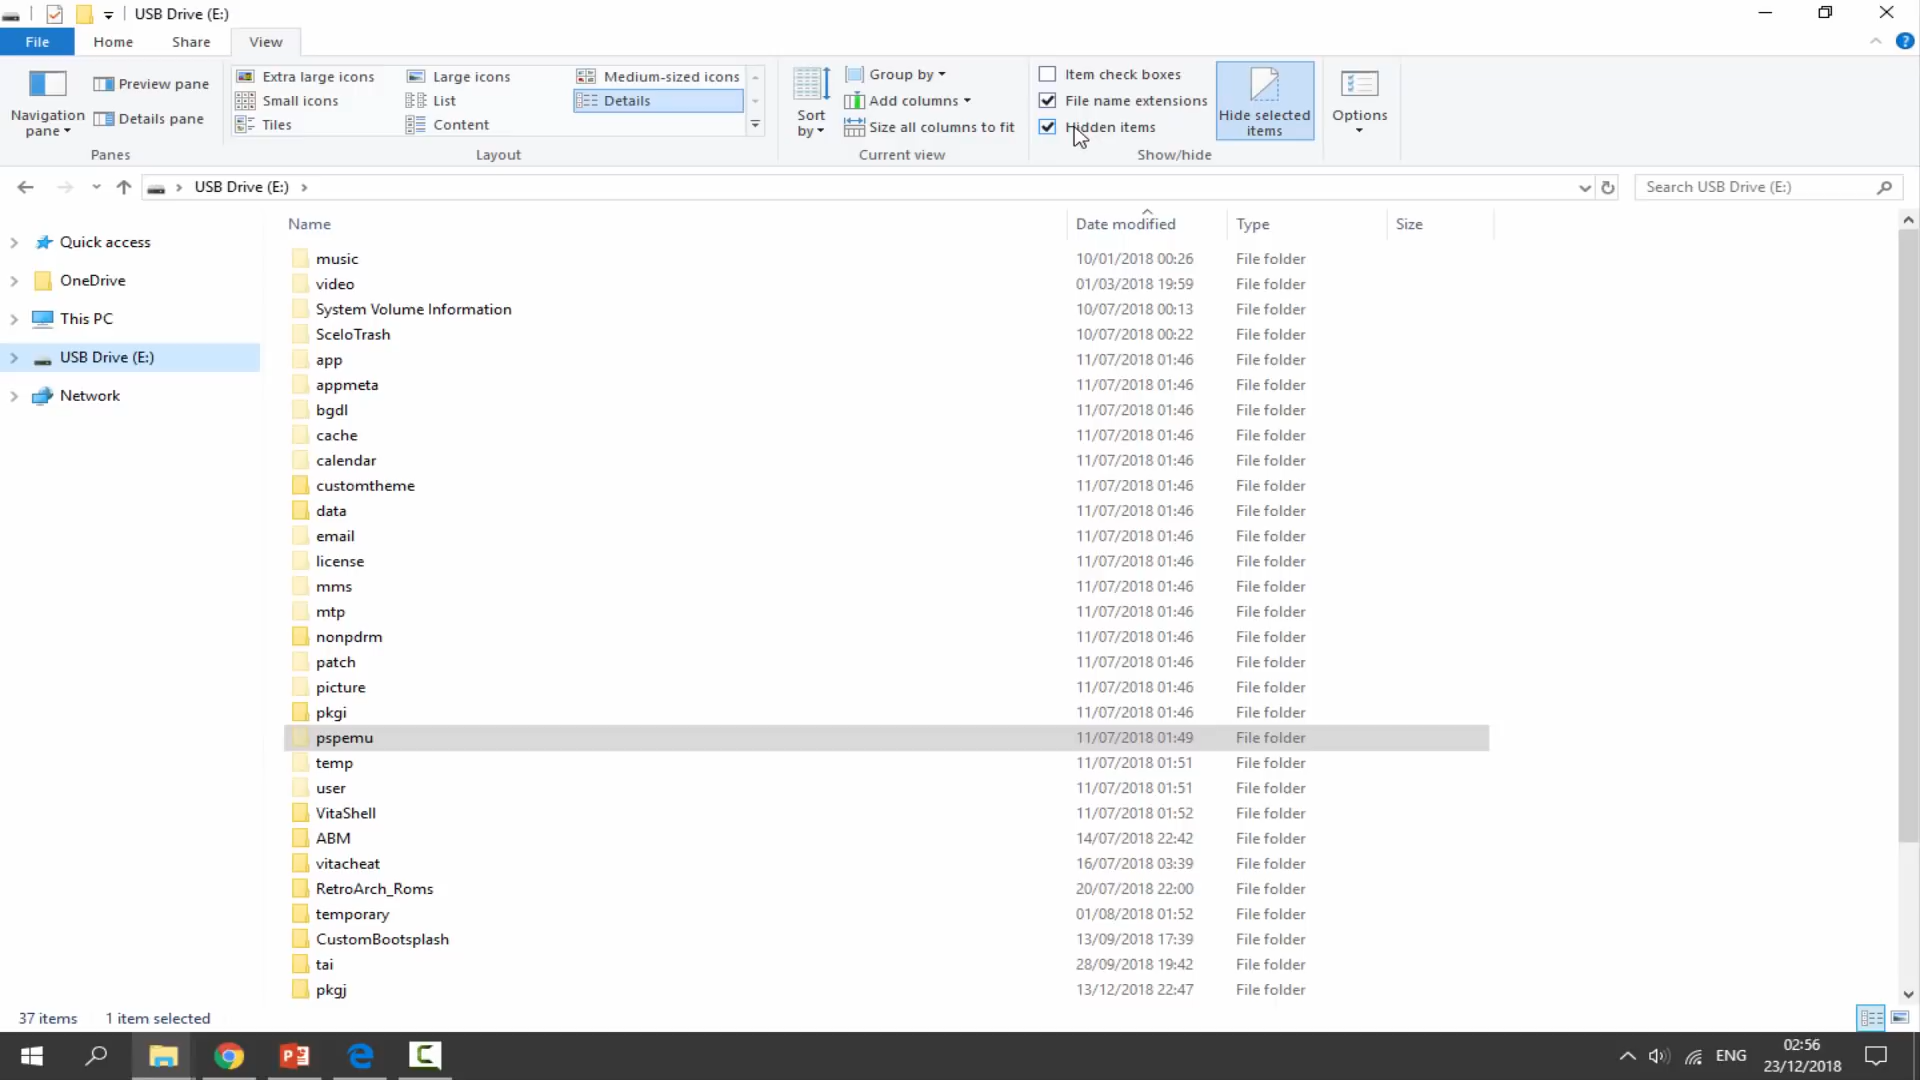 USB Drive (E:)
File Home Share View
Navigation pane
Preview pane
Details pane
Panes
Extra large icons Large icons Medium-sized icons
Small icons List Details
Tiles Content
Layout
Sort by
Group by
Add columns
Size all columns to fit
Current view
Item check boxes
File name extensions
Hidden items
Hide selected items
Show/hide
Options
USB Drive (E:)
Search USB Drive (E:)
Quick access
OneDrive
This PC
USB Drive (E:)
Network
Name Date modified Type Size
music 10/01/2018 00:26 File folder
video 01/03/2018 19:59 File folder
System Volume Information 10/07/2018 00:13 File folder
SceloTrash 10/07/2018 00:22 File folder
app 11/07/2018 01:46 File folder
appmeta 11/07/2018 01:46 File folder
bgdl 11/07/2018 01:46 File folder
cache 11/07/2018 01:46 File folder
calendar 11/07/2018 01:46 File folder
customtheme 11/07/2018 01:46 File folder
data 11/07/2018 01:46 File folder
email 11/07/2018 01:46 File folder
license 11/07/2018 01:46 File folder
mms 11/07/2018 01:46 File folder
mtp 11/07/2018 01:46 File folder
nonpdrm 11/07/2018 01:46 File folder
patch 11/07/2018 01:46 File folder
picture 11/07/2018 01:46 File folder
pkgi 11/07/2018 01:46 File folder
pspemu 11/07/2018 01:49 File folder
temp 11/07/2018 01:51 File folder
user 11/07/2018 01:51 File folder
VitaShell 11/07/2018 01:52 File folder
ABM 14/07/2018 22:42 File folder
vitacheat 16/07/2018 03:39 File folder
RetroArch_Roms 20/07/2018 22:00 File folder
temporary 01/08/2018 01:52 File folder
CustomBootsplash 13/09/2018 17:39 File folder
tai 28/09/2018 19:42 File folder
pkgj 13/12/2018 22:47 File folder
37 items 1 item selected
ENG
02:56
23/12/2018